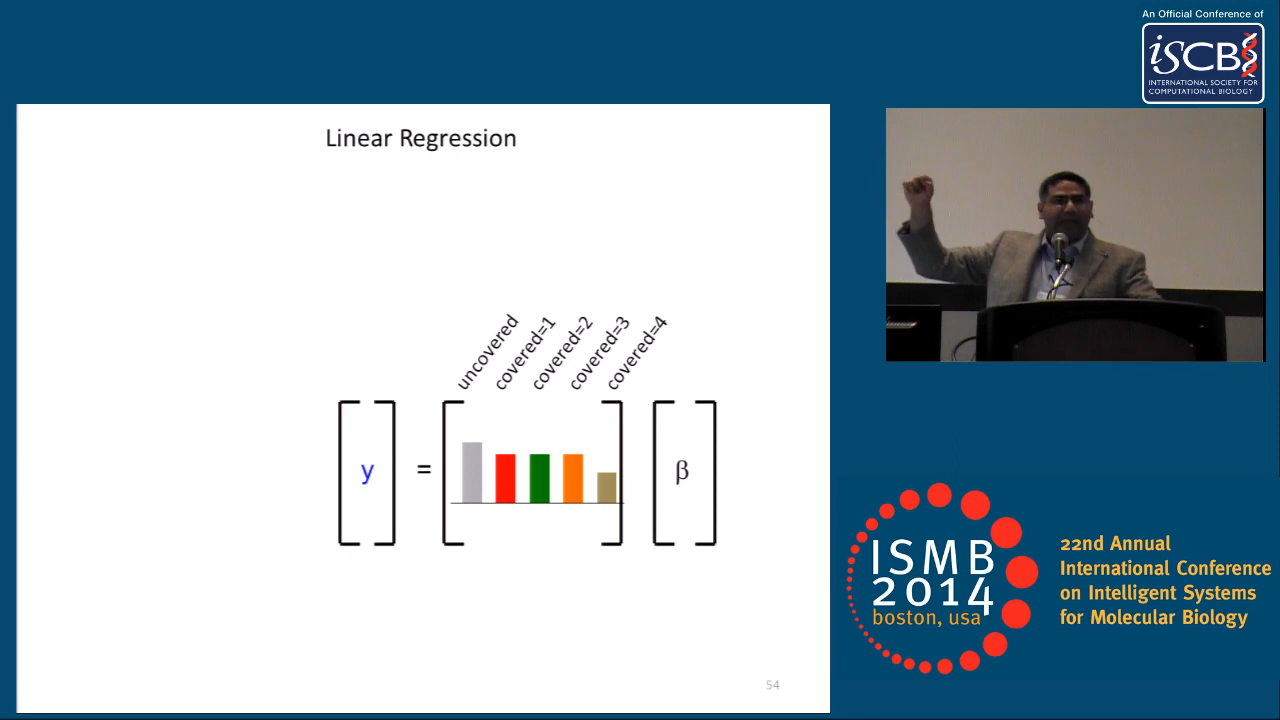 An Official Conference of
iSCB
INTERNATIONAL SOCIETY FOR
COMPUTATIONAL BIOLOGY
Linear Regression
uncovered
covered=1
covered=2
covered=3
covered=4
y = β
54
ISMB
2014
boston, usa
22nd Annual
International Conference
on Intelligent Systems
for Molecular Biology